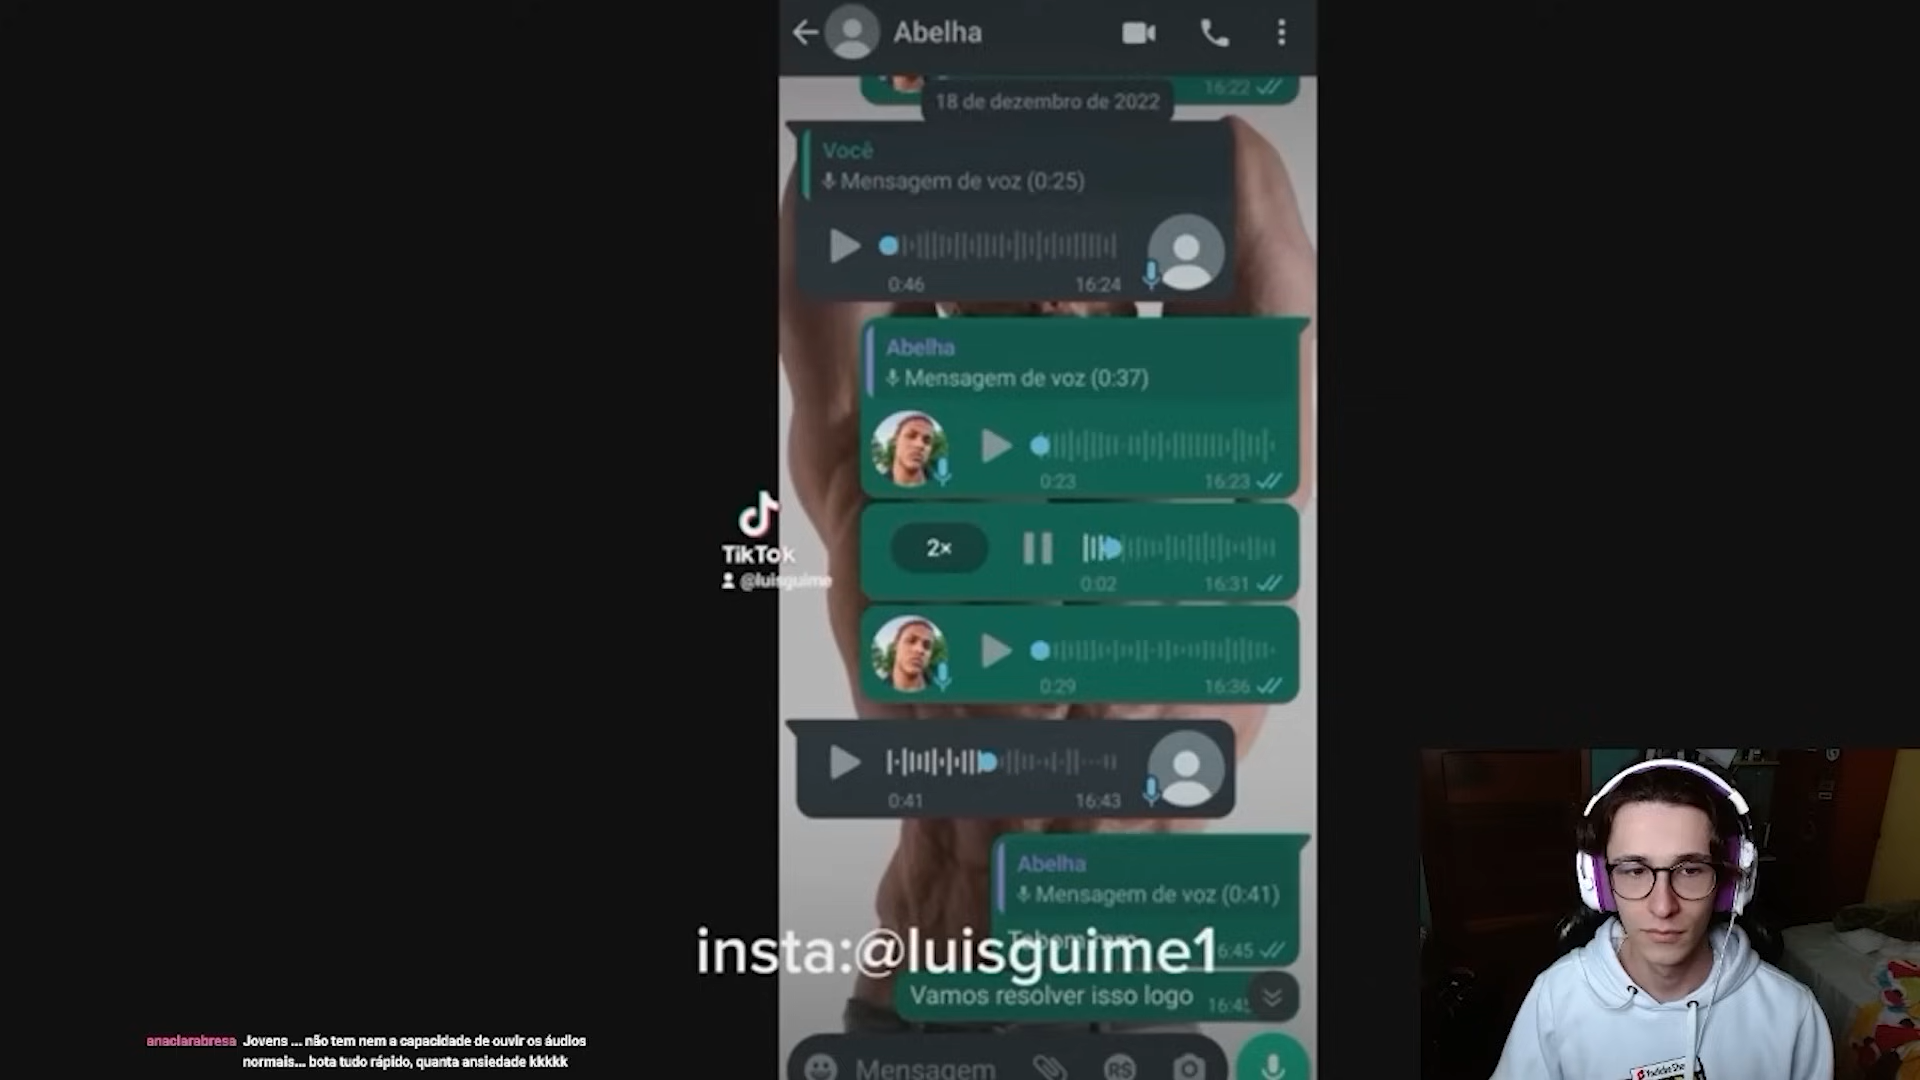 Abelha
16:22
18 de dezembro de 2022
Você
Mensagem de voz (0:25)
0:46 16:24
Abelha
Mensagem de voz (0:37)
0:23 16:23
2×
0:02 16:31
TikTok
@luisguime
0:29 16:36
0:41 16:43
Abelha
Mensagem de voz (0:41)
insta:@luisguime1
Vamos resolver isso logo
Mensagem
anaclarabresa Jovens ... não tem nem a capacidade de ouvir os áudios
normais... bota tudo rápido, quanta ansiedade kkkkk